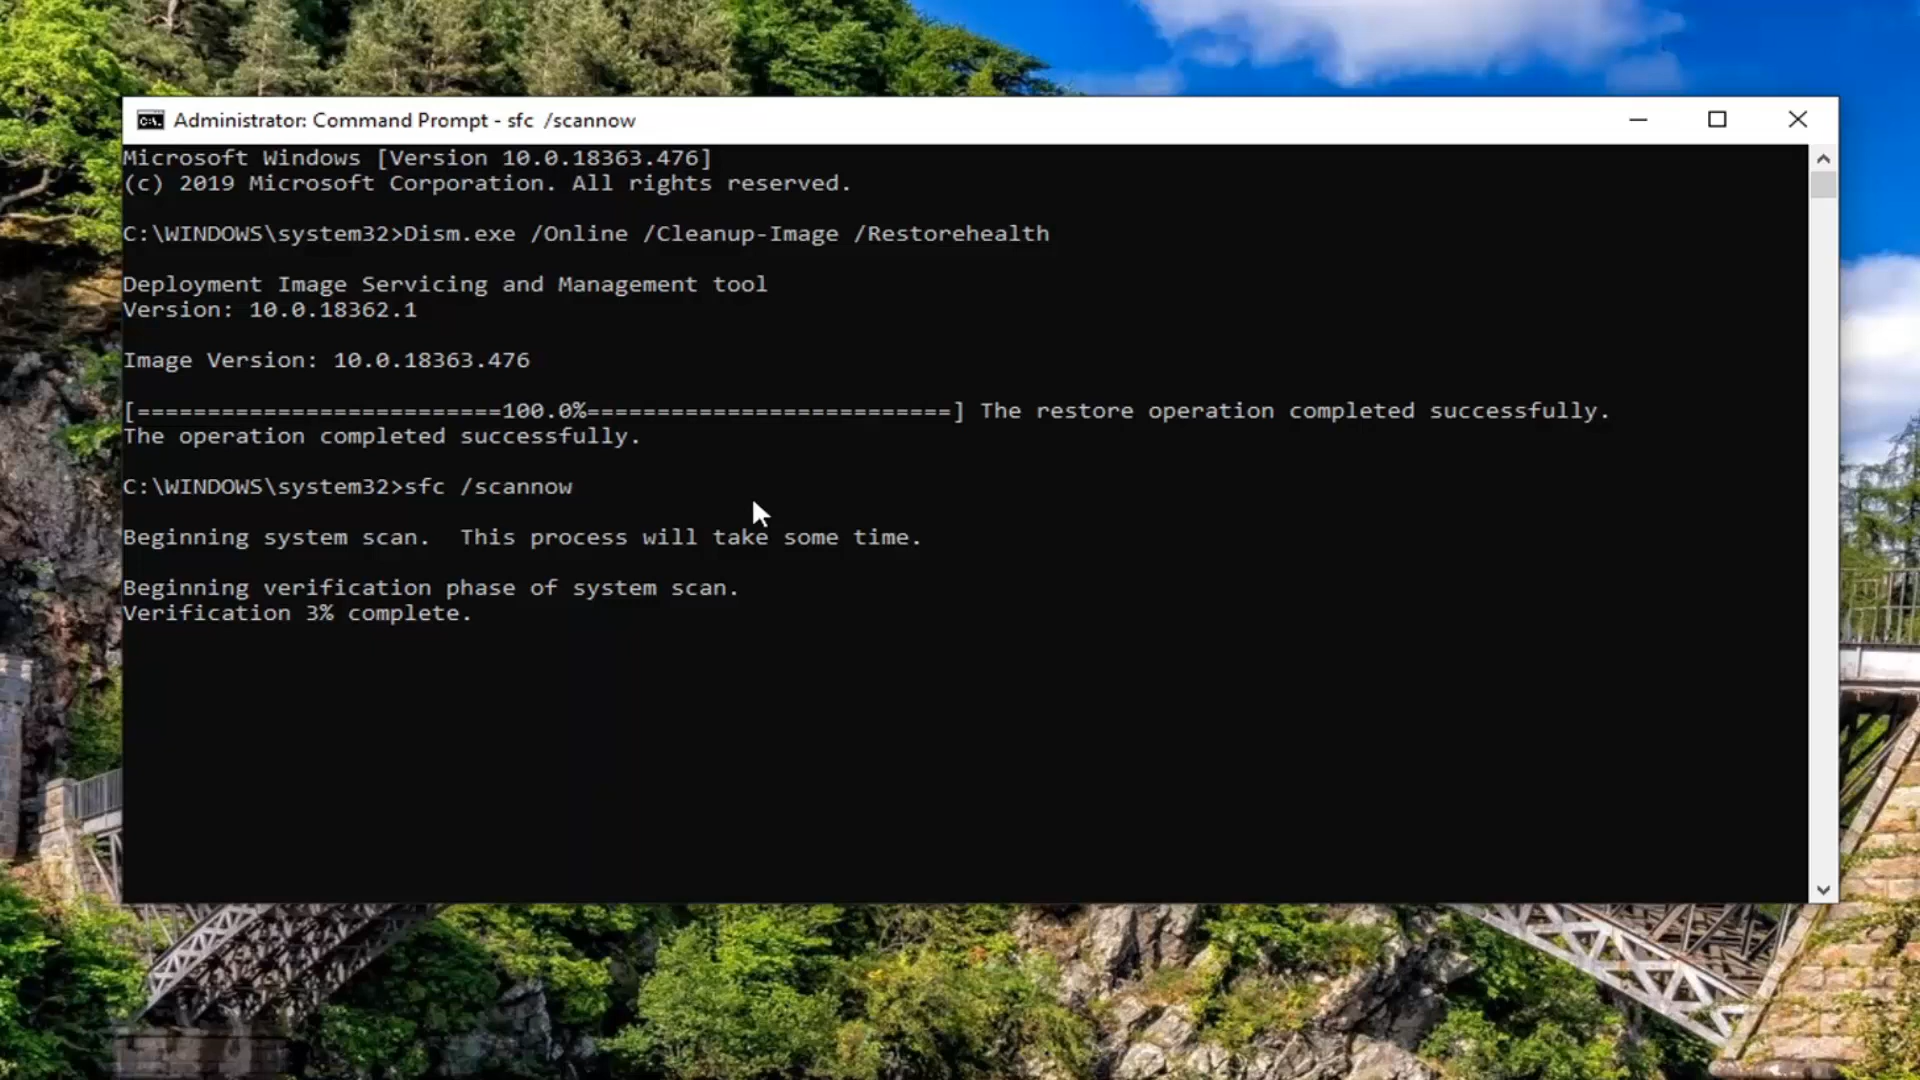 Administrator: Command Prompt - sfc  /scannow
Microsoft Windows [Version 10.0.18363.476]
(c) 2019 Microsoft Corporation. All rights reserved.
C:\WINDOWS\system32>Dism.exe /Online /Cleanup-Image /Restorehealth
Deployment Image Servicing and Management tool
Version: 10.0.18362.1
Image Version: 10.0.18363.476
[==========================100.0%==========================] The restore operation completed successfully.
The operation completed successfully.
C:\WINDOWS\system32>sfc /scannow
Beginning system scan.  This process will take some time.
Beginning verification phase of system scan.
Verification 3% complete.